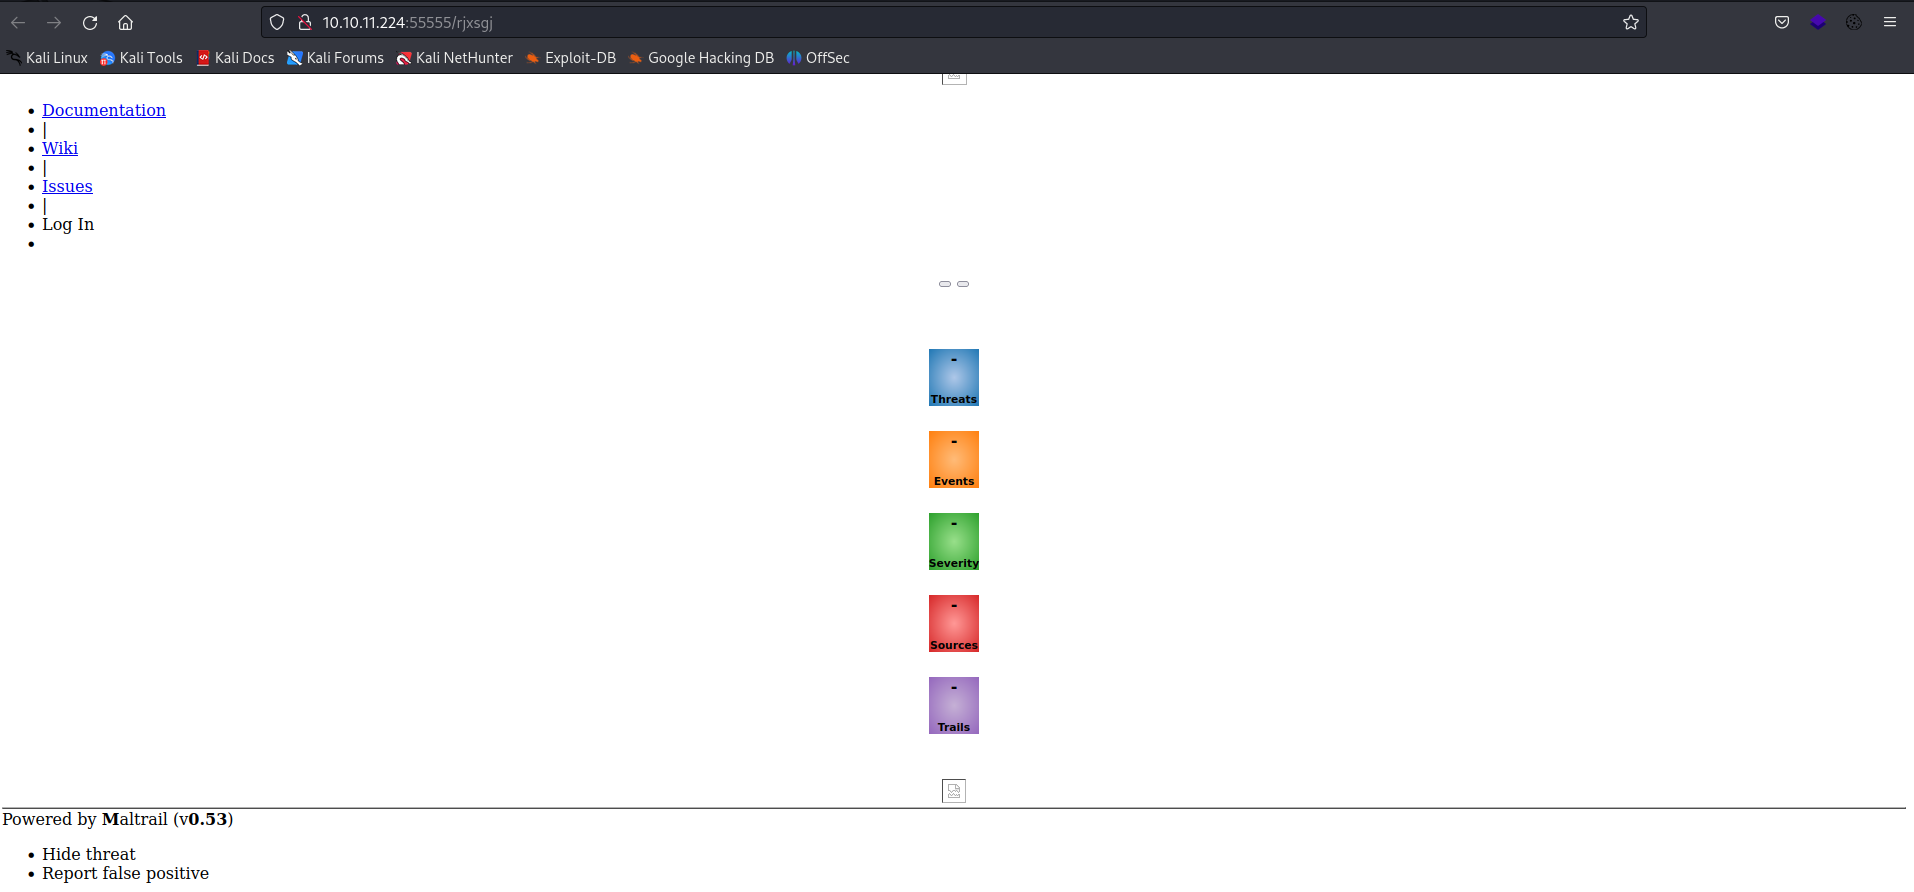 10.10.11.224:55555/rjxsgj
Kali Linux Kali Tools Kali Docs Kali Forums Kali NetHunter Exploit-DB Google Hacking DB OffSec
Documentation
|
Wiki
|
Issues
|
Log In
-
Threats
-
Events
-
Severity
-
Sources
-
Trails
Powered by Maltrail (v0.53)
Hide threat
Report false positive